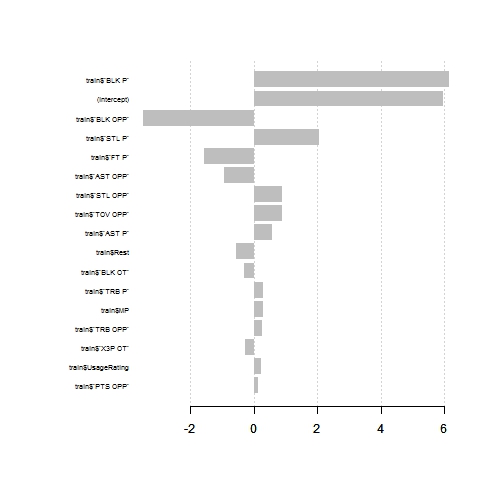 train$`BLK P`
(Intercept)
train$`BLK OPP`
train$`STL P`
train$`FT P`
train$`AST OPP`
train$`STL OPP`
train$`TOV OPP`
train$`AST P`
train$Rest
train$`BLK OT`
train$`TRB P`
train$MP
train$`TRB OPP`
train$`X3P OT`
train$UsageRating
train$`PTS OPP`
-2 0 2 4 6